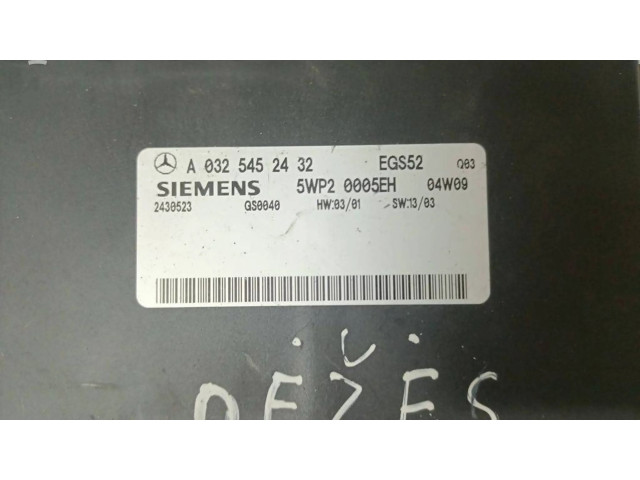 A 032 545 24 32 EGS52 Q03
SIEMENS 5WP2 0005EH 04W09
2430523 GS0040 HW:03/01 SW:13/03
DĖŽĖS